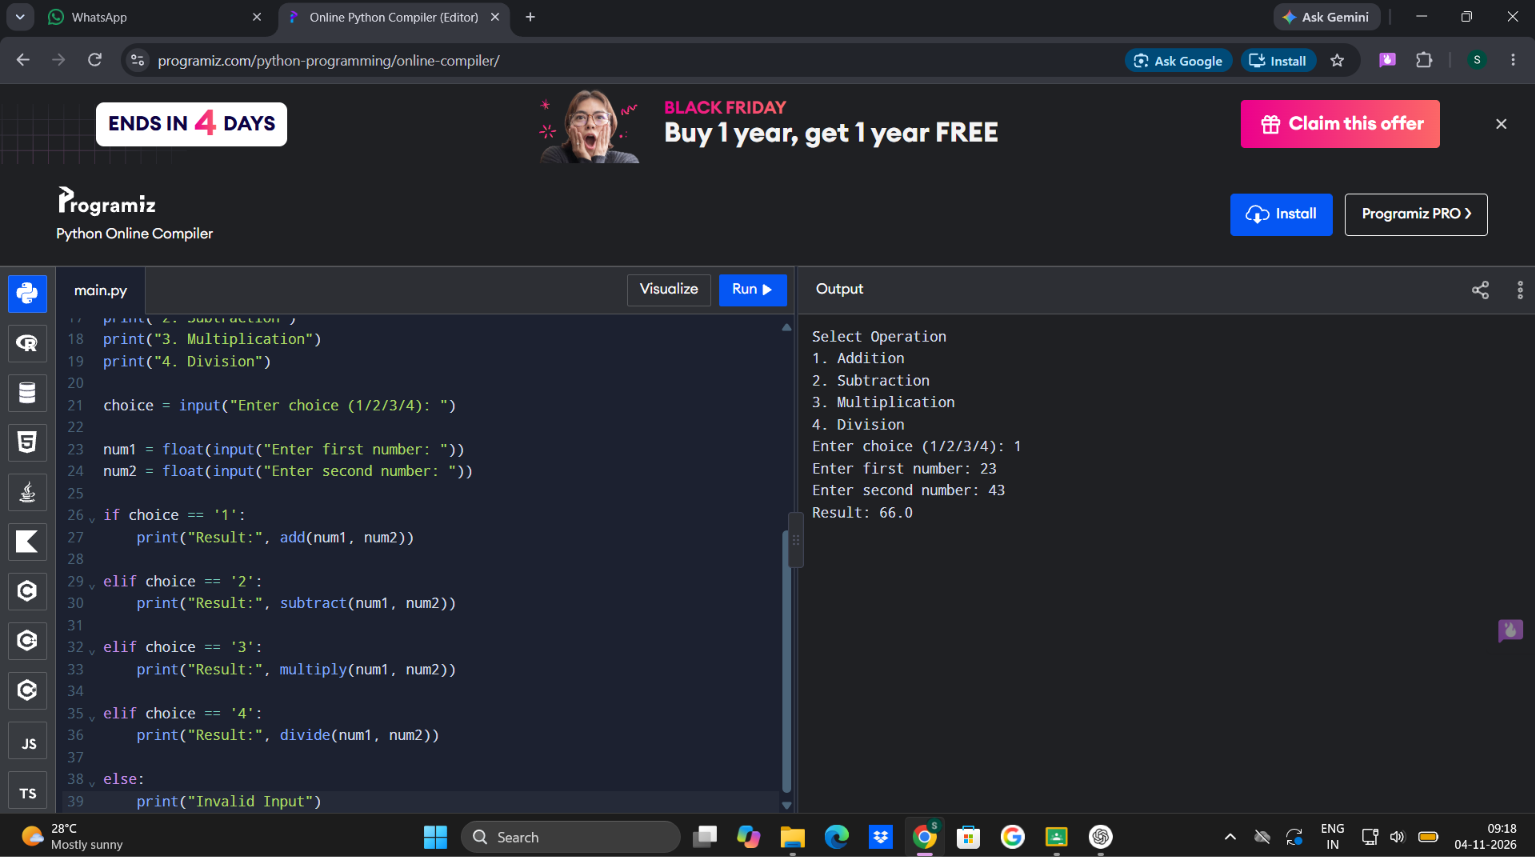 WhatsApp
Online Python Compiler (Editor)
Ask Gemini
programiz.com/python-programming/online-compiler/
Ask Google
Install
S
ENDS IN 4 DAYS
BLACK FRIDAY
Buy 1 year, get 1 year FREE
Claim this offer
Programiz
Python Online Compiler
Install
Programiz PRO
main.py
Visualize
Run
Output
17 print("2. Subtraction")
18 print("3. Multiplication")
19 print("4. Division")
20
21 choice = input("Enter choice (1/2/3/4): ")
22
23 num1 = float(input("Enter first number: "))
24 num2 = float(input("Enter second number: "))
25
26 if choice == '1':
27 print("Result:", add(num1, num2))
28
29 elif choice == '2':
30 print("Result:", subtract(num1, num2))
31
32 elif choice == '3':
33 print("Result:", multiply(num1, num2))
34
35 elif choice == '4':
36 print("Result:", divide(num1, num2))
37
38 else:
39 print("Invalid Input")
Select Operation
1. Addition
2. Subtraction
3. Multiplication
4. Division
Enter choice (1/2/3/4): 1
Enter first number: 23
Enter second number: 43
Result: 66.0
R
5
C
C
C
JS
TS
28°C
Mostly sunny
Search
S
ENG
IN
09:18
04-11-2026